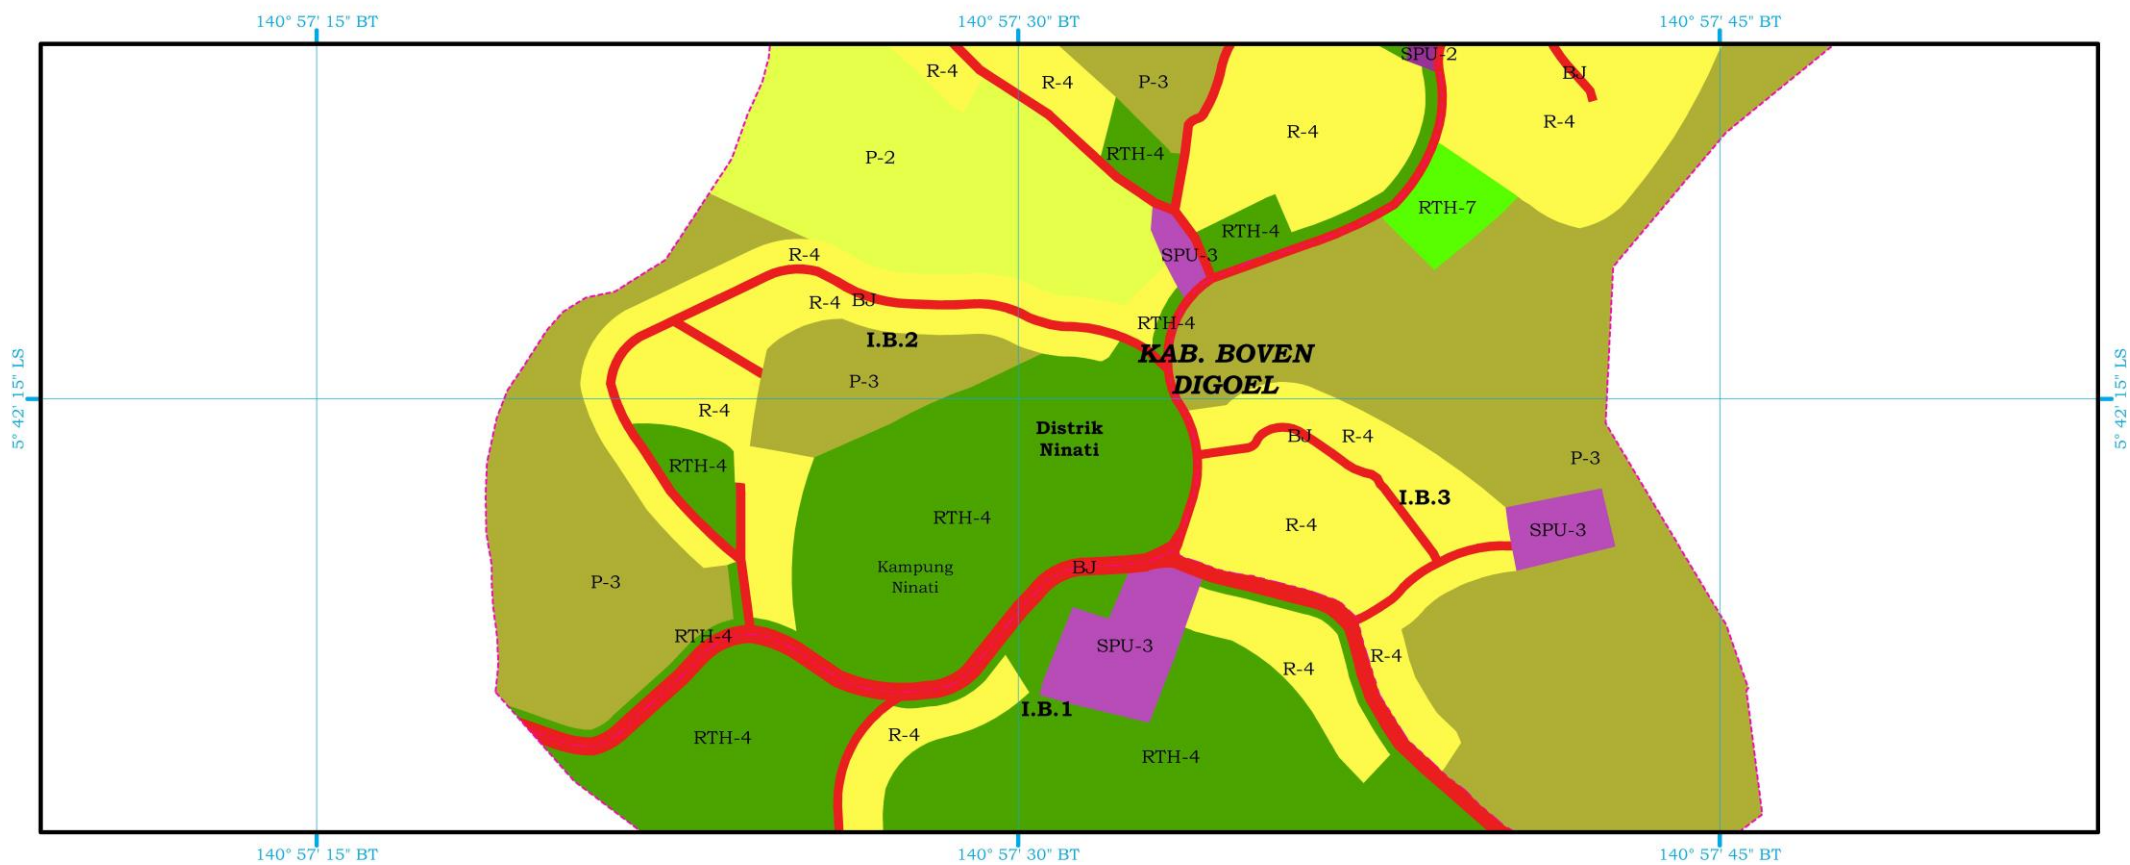 140° 57' 15" BT
140° 57' 30" BT
140° 57' 45" BT
SPU-2
R-4
R-4
P-3
BJ
R-4
R-4
P-2
RTH-4
RTH-7
RTH-4
R-4
SPU-3
R-4
BJ
RTH-4
I.B.2
KAB. BOVEN
DIGOEL
P-3
5° 42' 15" LS
5° 42' 15" LS
R-4
Distrik
Ninati
BJ
R-4
P-3
RTH-4
I.B.3
RTH-4
R-4
SPU-3
Kampung
Ninati
BJ
P-3
RTH-4
SPU-3
R-4
R-4
I.B.1
RTH-4
R-4
RTH-4
140° 57' 15" BT
140° 57' 30" BT
140° 57' 45" BT